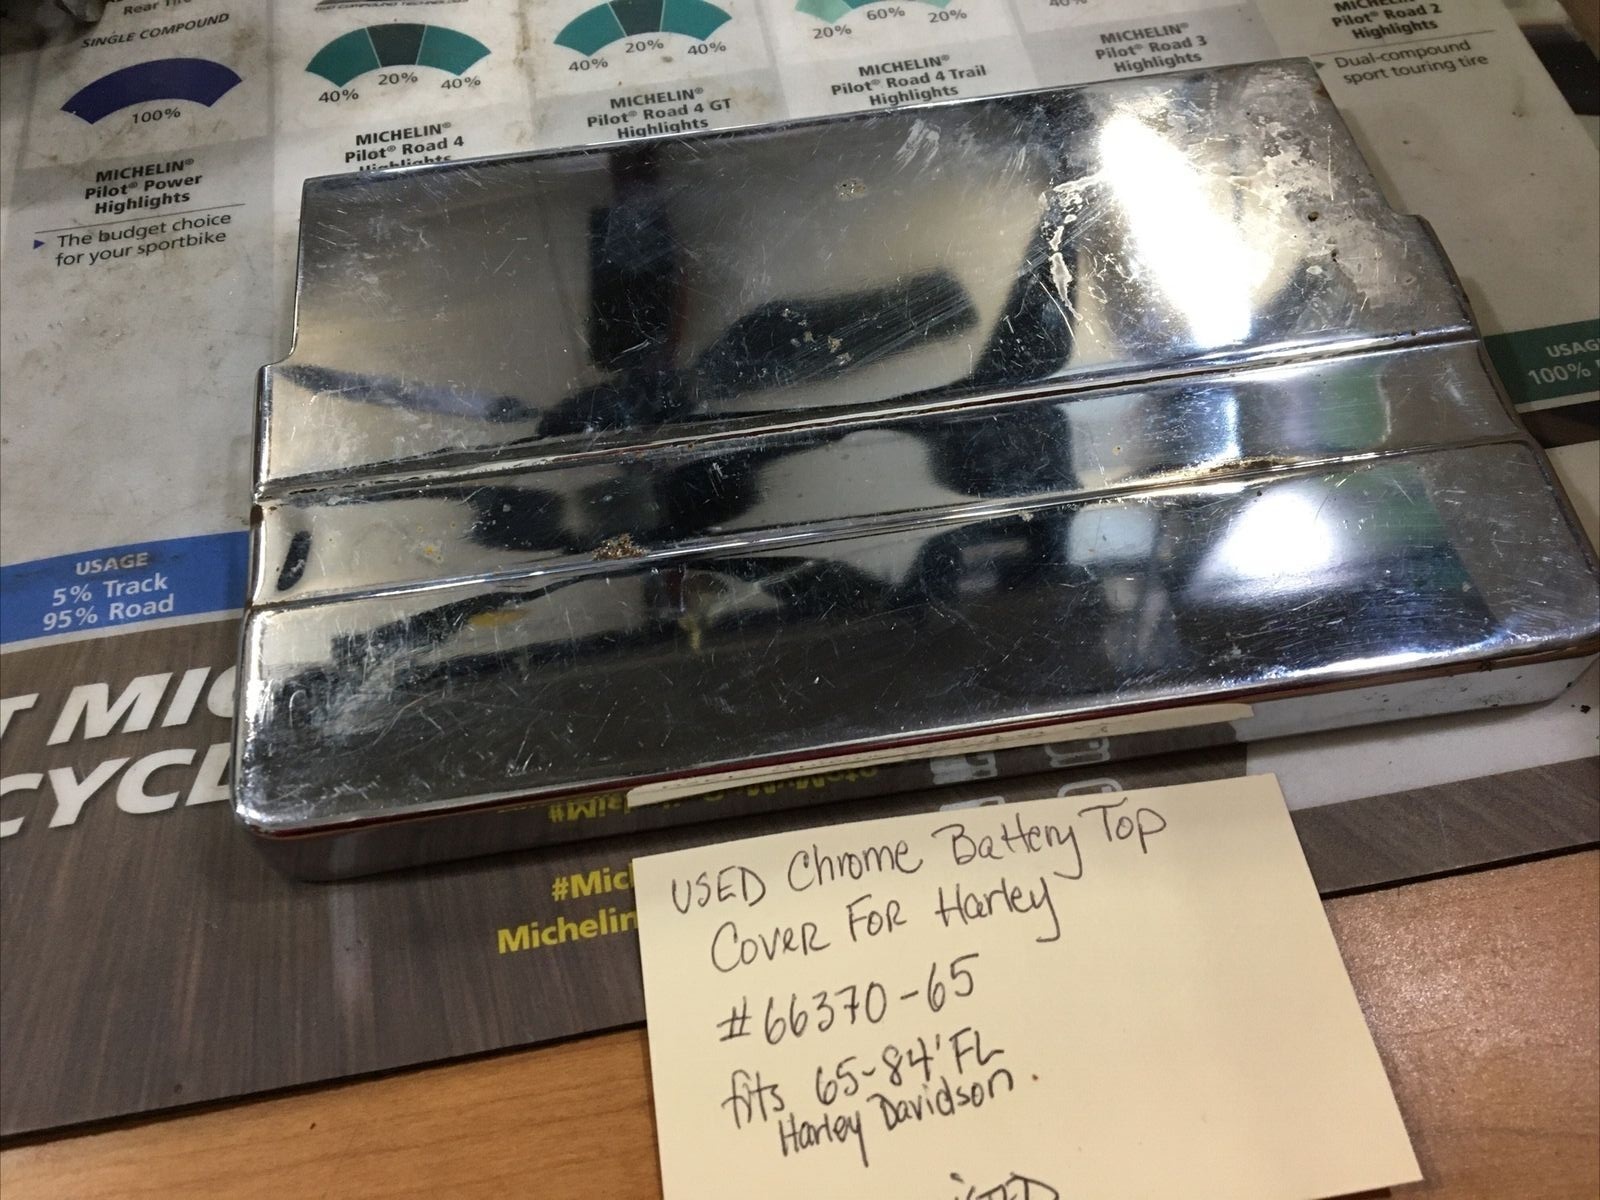 Rear Tire
SINGLE COMPOUND
100%
MICHELIN®
Pilot® Power
Highlights
The budget choice
for your sportbike
USAGE
5% Track
95% Road
40% 20% 40%
MICHELIN®
Pilot® Road 4
Highlights
40% 20% 40%
MICHELIN®
Pilot® Road 4 GT
Highlights
20% 60% 20%
MICHELIN®
Pilot® Road 4 Trail
Highlights
40%
MICHELIN®
Pilot® Road 3
Highlights
MICHELIN®
Pilot® Road 2
Highlights
Dual-compound
sport touring tire
USAGE
100%
T MIC
CYCL
#Mic
Michelin
USED Chrome Battery Top
Cover For Harley
#66370-65
fits 65-84' FL
Harley Davidson